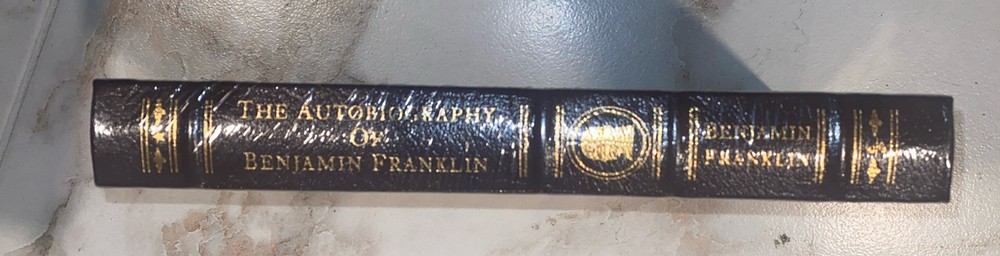 THE AUTOBIOGRAPHY
OF
BENJAMIN FRANKLIN
BENJAMIN
FRANKLIN